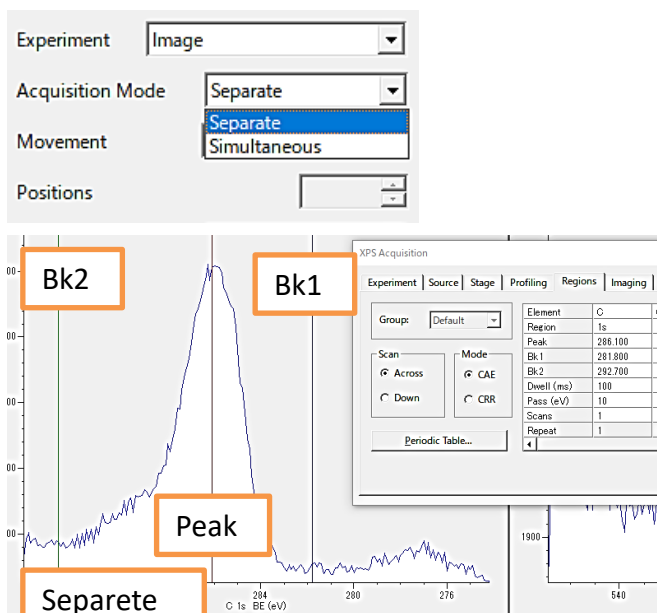 Experiment Image
Acquisition Mode Separate
Separate
Movement
Simultaneous
Positions
Bk2
Bk1
Peak
Separete
284 280 276
C 1s BE (eV)
XPS Acquisition
Experiment Source Stage Profiling Regions Imaging
Group: Default
Scan
Across
Down
Mode
CAE
CRR
Periodic Table...
Element C
Region 1s
Peak 286.100
Bk1 281.800
Bk2 292.700
Dwell (ms) 100
Pass (eV) 10
Scans 1
Repeat 1
1900
540